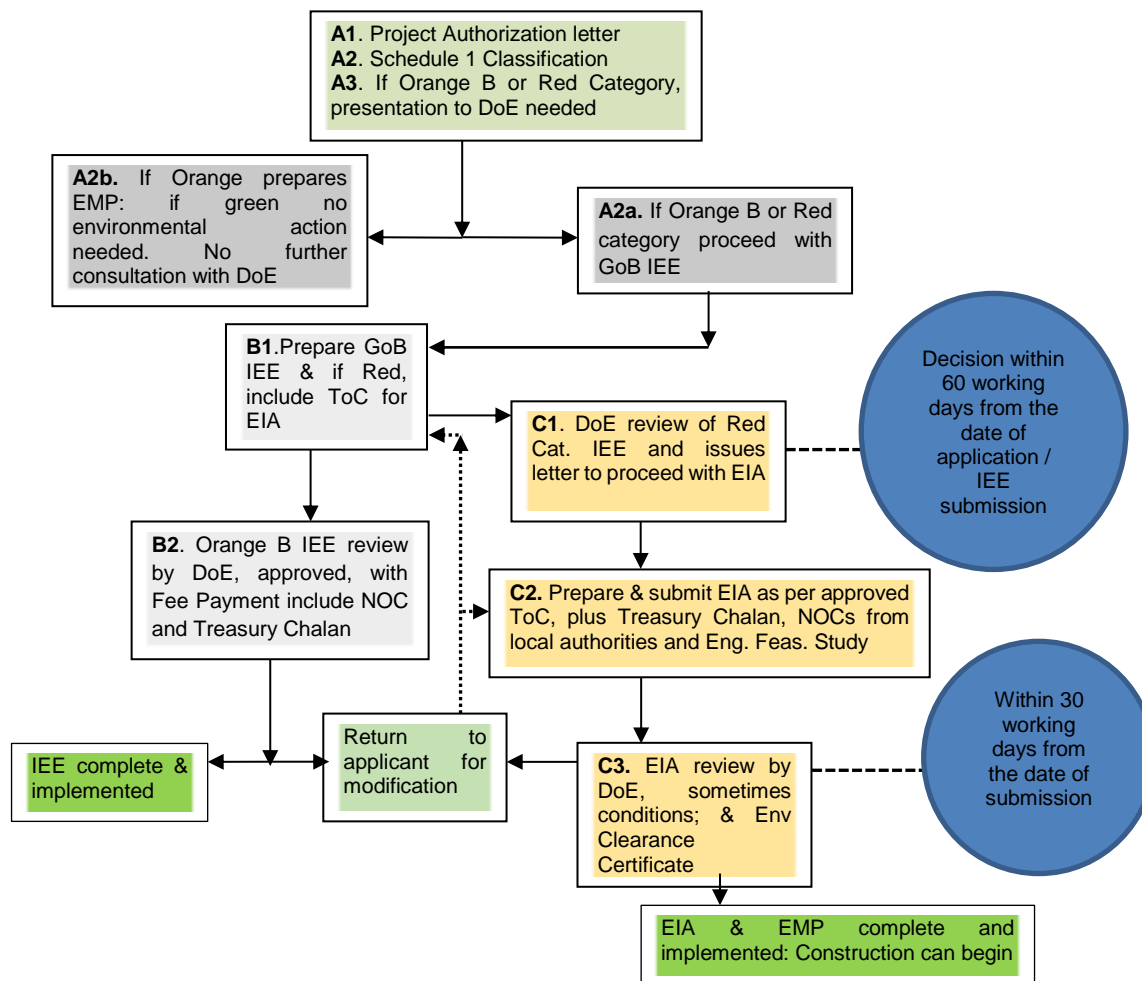 A1. Project Authorization letter
A2. Schedule 1 Classification
A3. If Orange B or Red Category,
presentation to DoE needed
A2b. If Orange prepares
EMP: if green no
environmental action
needed. No further
consultation with DoE
A2a. If Orange B or Red
category proceed with
GoB IEE
B1.Prepare GoB
IEE & if Red,
include ToC for
EIA
Decision within
60 working
days from the
date of
application /
IEE
submission
C1. DoE review of Red
Cat. IEE and issues
letter to proceed with EIA
B2. Orange B IEE review
by DoE, approved, with
Fee Payment include NOC
and Treasury Chalan
C2. Prepare & submit EIA as per approved
ToC, plus Treasury Chalan, NOCs from
local authorities and Eng. Feas. Study
Within 30
working
days from
the date of
submission
IEE complete &
implemented
Return to
applicant for
modification
C3. EIA review by
DoE, sometimes
conditions; & Env
Clearance
Certificate
EIA & EMP complete and
implemented: Construction can begin